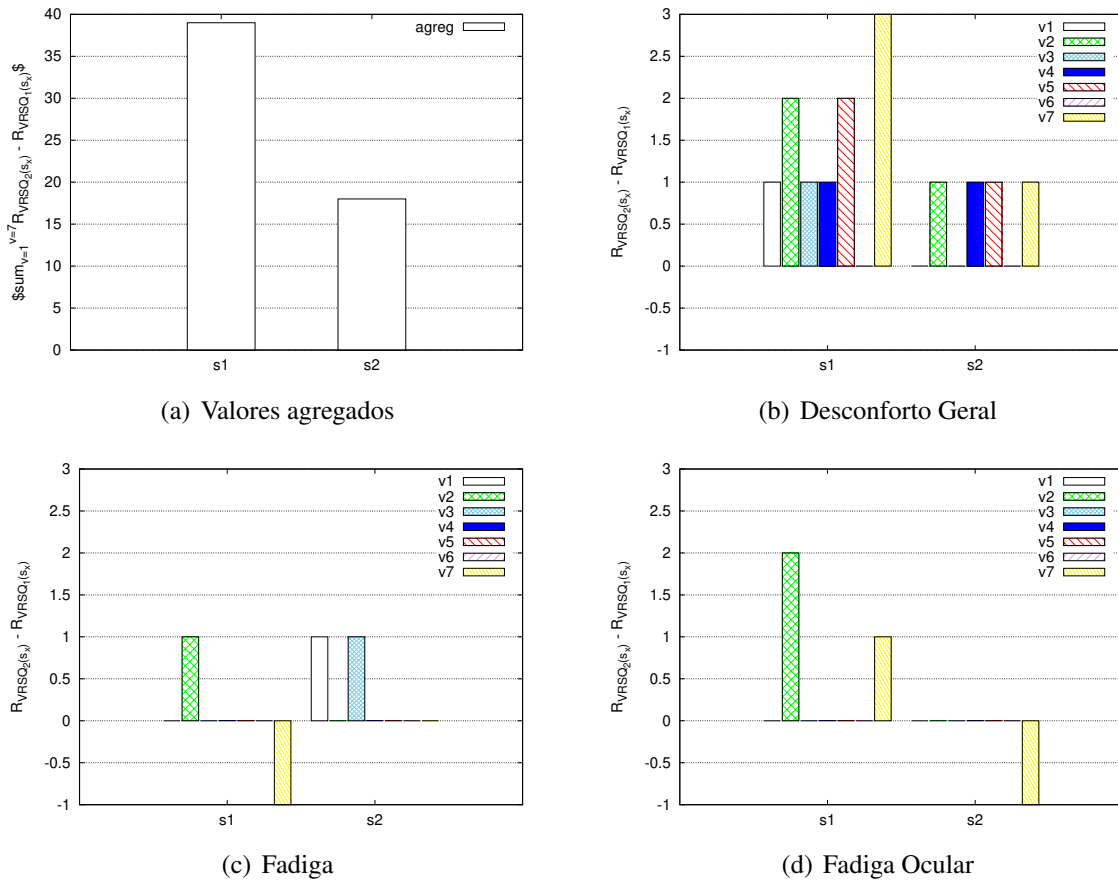 $sum_{v=1}^{v=7}R_{VRSQ_2(s_x)} - R_{VRSQ_1(s_x)}$
40
35
30
25
20
15
10
5
0
agreg
s1 s2
(a) Valores agregados
R_{VRSQ_2(s_x)} - R_{VRSQ_1(s_x)}
3
2.5
2
1.5
1
0.5
0
-0.5
-1
v1
v2
v3
v4
v5
v6
v7
s1 s2
(b) Desconforto Geral
R_{VRSQ_2(s_x)} - R_{VRSQ_1(s_x)}
3
2.5
2
1.5
1
0.5
0
-0.5
-1
v1
v2
v3
v4
v5
v6
v7
s1 s2
(c) Fadiga
R_{VRSQ_2(s_x)} - R_{VRSQ_1(s_x)}
3
2.5
2
1.5
1
0.5
0
-0.5
-1
v1
v2
v3
v4
v5
v6
v7
s1 s2
(d) Fadiga Ocular